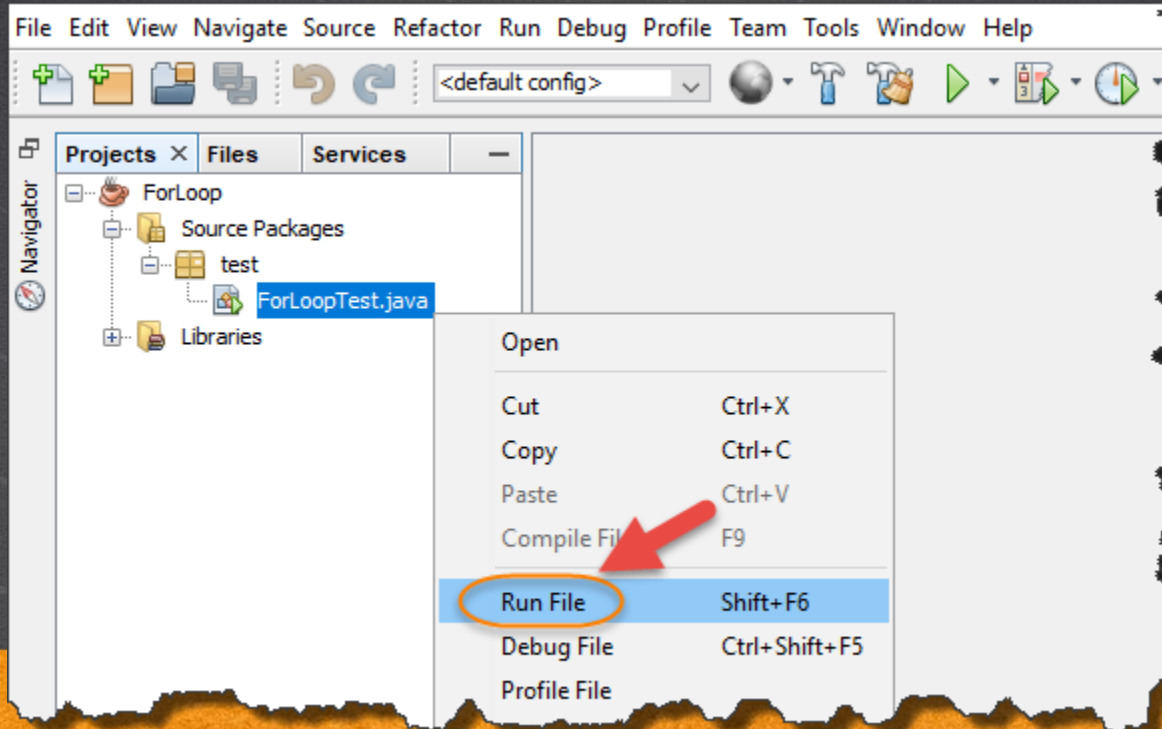 File Edit View Navigate Source Refactor Run Debug Profile Team Tools Window Help
<default config>
Navigator
Projects Files Services
ForLoop
Source Packages
test
ForLoopTest.java
Libraries
Open
Cut Ctrl+X
Copy Ctrl+C
Paste Ctrl+V
Compile Fil F9
Run File Shift+F6
Debug File Ctrl+Shift+F5
Profile File